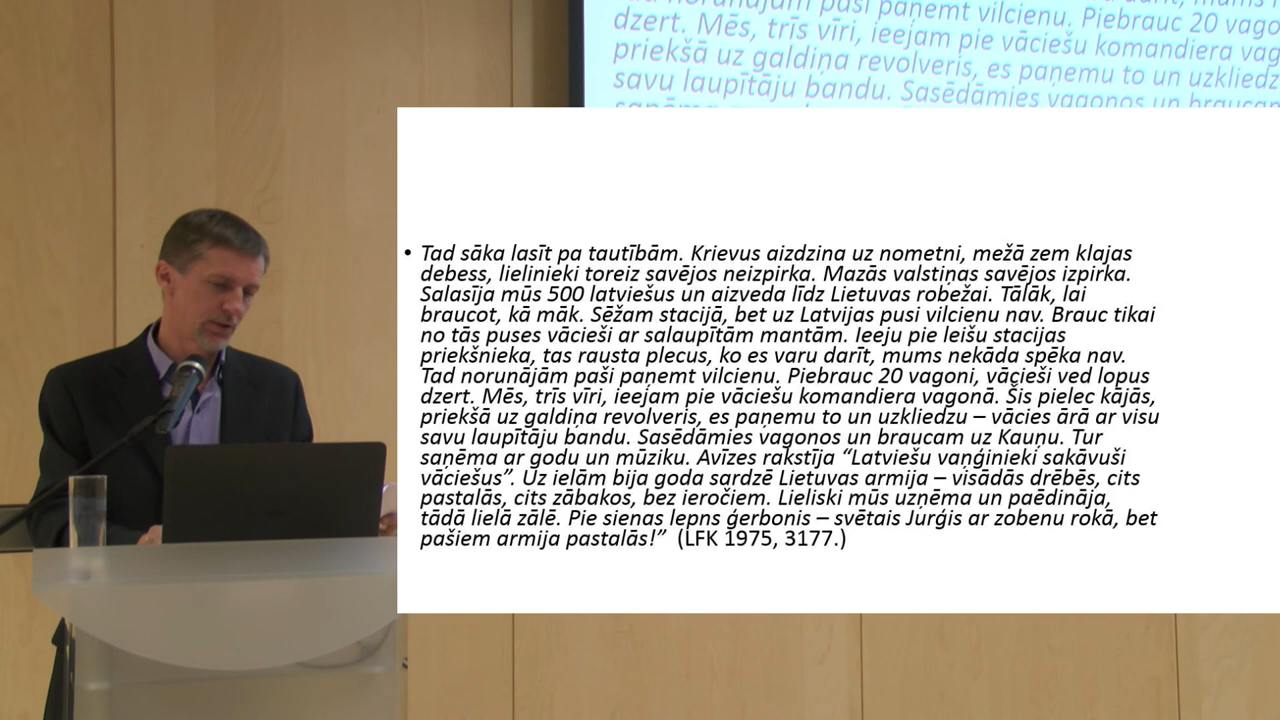 dzert. Mēs, trīs vīri, ieejam pie vāciešu komandiera
priekšā uz galdiņa revolveris, es paņemu to un
savu laupītāju bandu. Sasēdāmies vagonos un
• Tad sāka lasīt pa tautībām. Krievus aizdzina uz nometni, mežā zem klajas
debess, lielinieki toreiz savējos neizpirka. Mazās valstiņas savējos izpirka.
Salasīja mūs 500 latviešus un aizveda līdz Lietuvas robežai. Tālāk, lai
braucot, kā māk. Sēžam stacijā, bet uz Latvijas pusi vilcienu nav. Brauc tikai
no tās puses vācieši ar salaupītām mantām. Ieeju pie leišu stacijas
priekšnieka, tas rausta plecus, ko es varu darīt, mums nekāda spēka nav.
Tad norunājām paši paņemt vilcienu. Piebrauc 20 vagoni, vācieši ved lopus
dzert. Mēs, trīs vīri, ieejam pie vāciešu komandiera vagonā. Šis pielec kājās,
priekšā uz galdiņa revolveris, es paņemu to un uzkliedzu – vācies ārā ar visu
savu laupītāju bandu. Sasēdāmies vagonos un braucam uz Kauņu. Tur
saņēma ar godu un mūziku. Avīzes rakstīja “Latviešu vaņģinieki sakāvuši
vāciešus”. Uz ielām bija goda sardzē Lietuvas armija – visādās drēbēs, cits
pastalās, cits zābakos, bez ieročiem. Lieliski mūs uzņēma un paēdināja,
tādā lielā zālē. Pie sienas lepns ģerbonis – svētais Jurģis ar zobenu rokā, bet
pašiem armija pastalās!” (LFK 1975, 3177.)